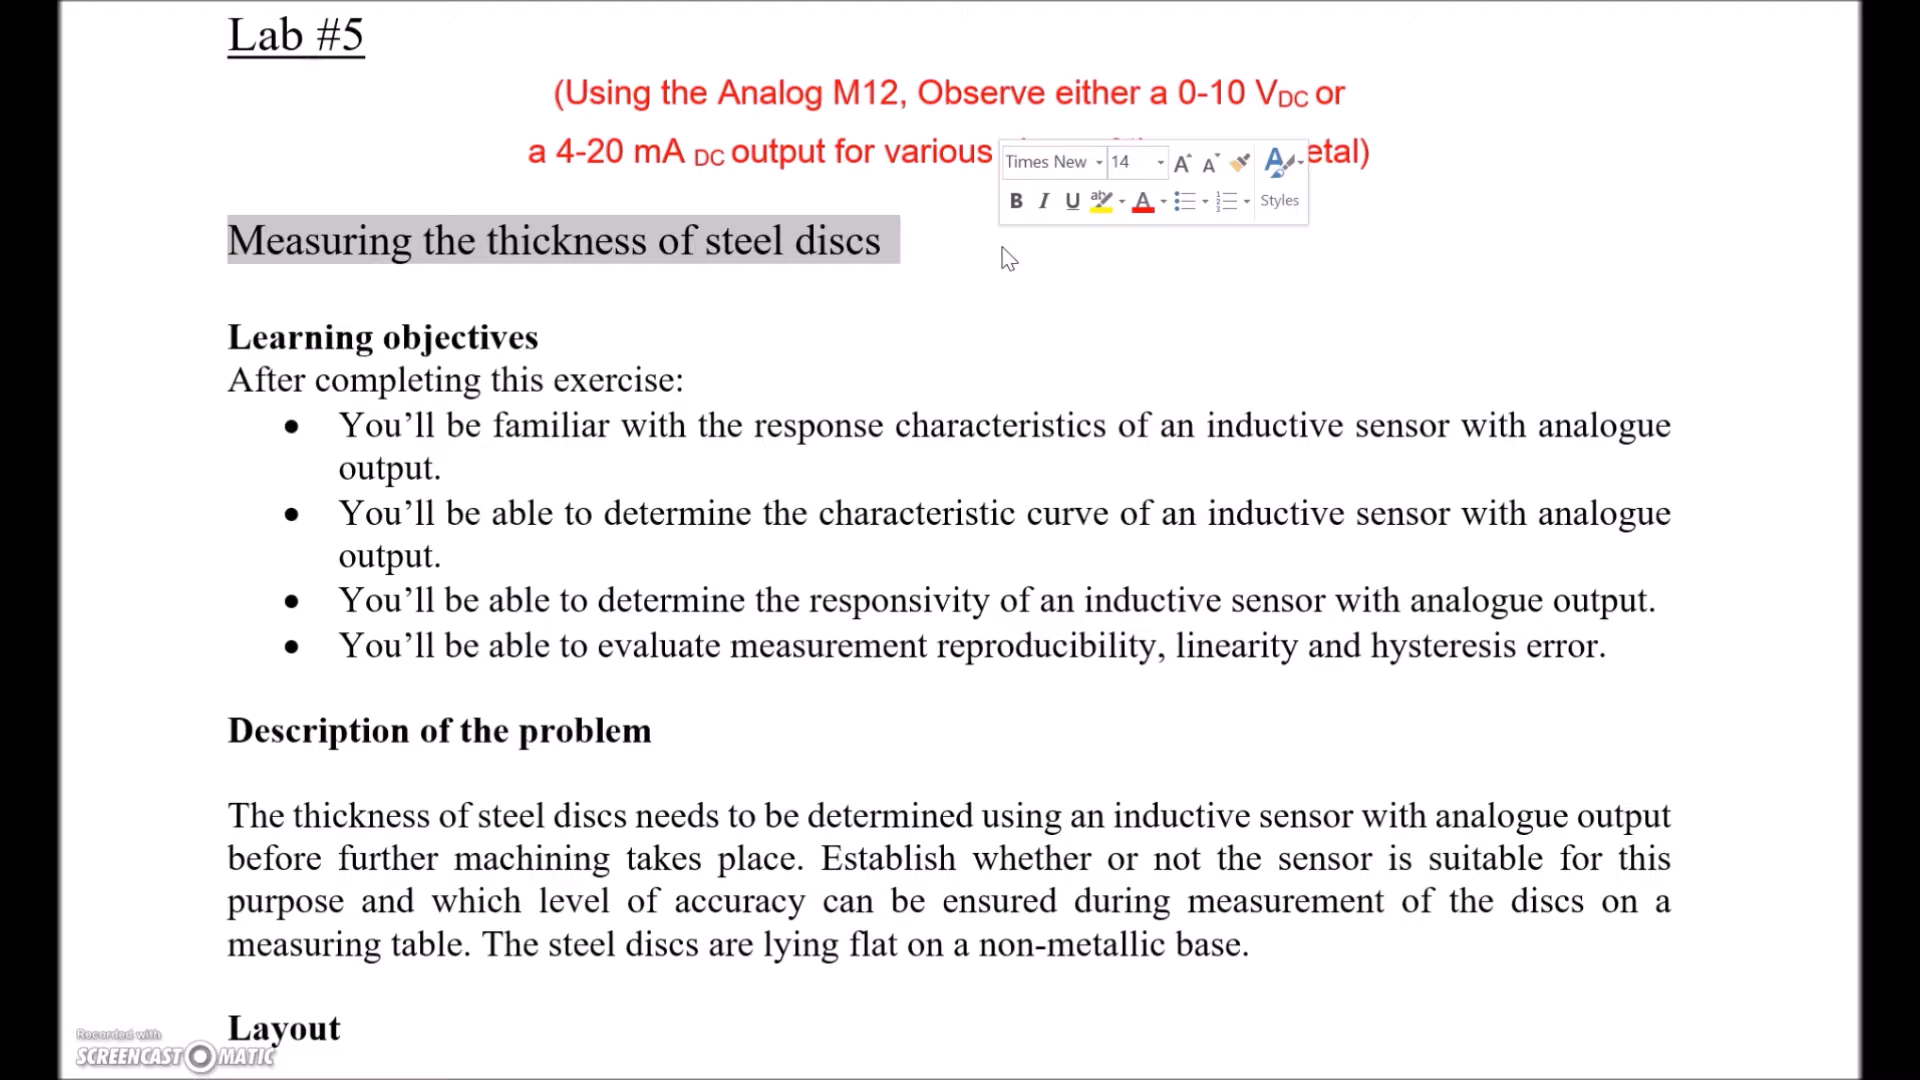 Lab #5
(Using the Analog M12, Observe either a 0-10 VDC or
a 4-20 mA DC output for various etal)
Times New 14
B I U Styles
Measuring the thickness of steel discs
Learning objectives
After completing this exercise:
• You’ll be familiar with the response characteristics of an inductive sensor with analogue
output.
• You’ll be able to determine the characteristic curve of an inductive sensor with analogue
output.
• You’ll be able to determine the responsivity of an inductive sensor with analogue output.
• You’ll be able to evaluate measurement reproducibility, linearity and hysteresis error.
Description of the problem
The thickness of steel discs needs to be determined using an inductive sensor with analogue output
before further machining takes place. Establish whether or not the sensor is suitable for this
purpose and which level of accuracy can be ensured during measurement of the discs on a
measuring table. The steel discs are lying flat on a non-metallic base.
Layout
Recorded with
SCREENCAST MATIC